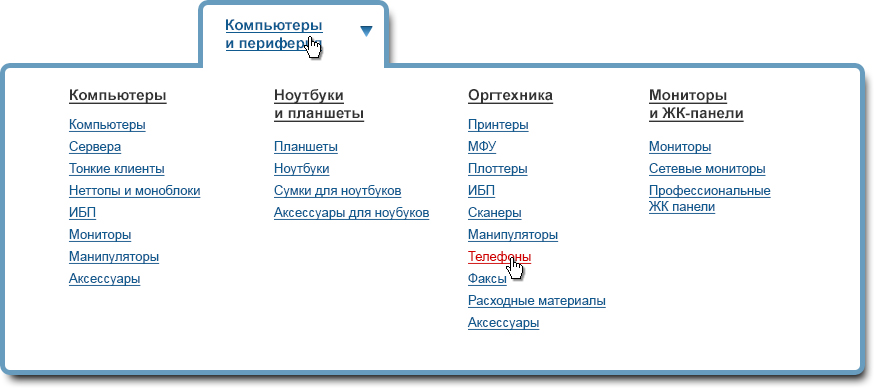 Компьютеры
и периферия
Компьютеры
Компьютеры
Сервера
Тонкие клиенты
Неттопы и моноблоки
ИБП
Мониторы
Манипуляторы
Аксессуары
Ноутбуки
и планшеты
Планшеты
Ноутбуки
Сумки для ноутбуков
Аксессуары для ноубуков
Оргтехника
Принтеры
МФУ
Плоттеры
ИБП
Сканеры
Манипуляторы
Телефоны
Факсы
Расходные материалы
Аксессуары
Мониторы
и ЖК-панели
Мониторы
Сетевые мониторы
Профессиональные
ЖК панели